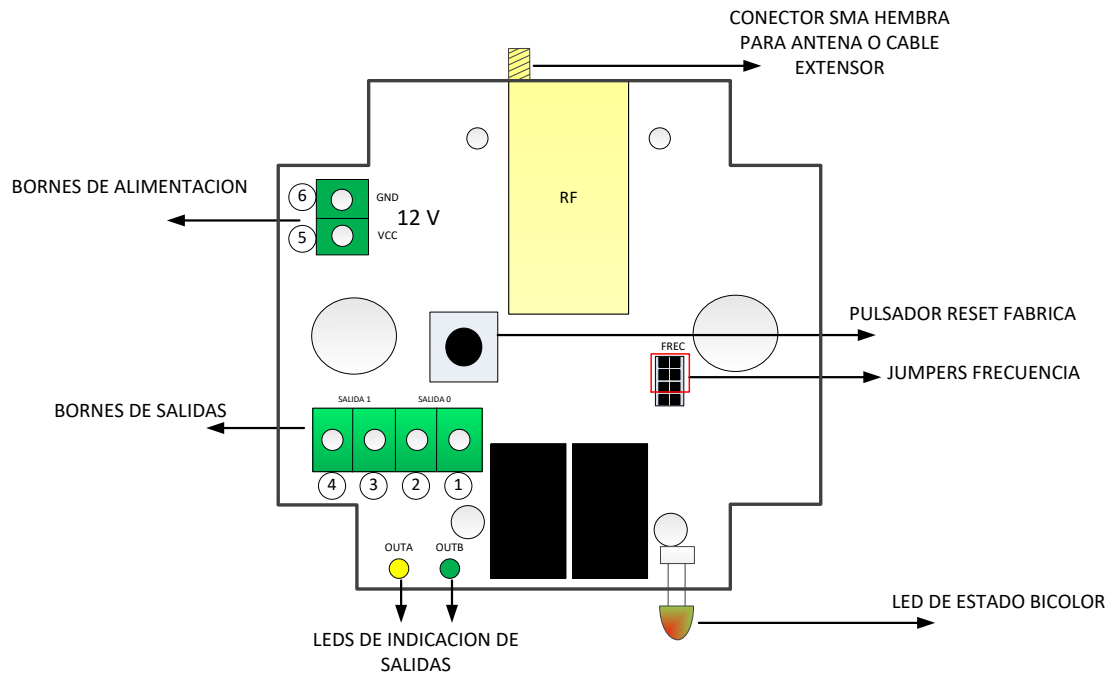 CONECTOR SMA HEMBRA
PARA ANTENA O CABLE
EXTENSOR
BORNES DE ALIMENTACION
6
GND
12 V
5
VCC
RF
PULSADOR RESET FABRICA
FREC
JUMPERS FRECUENCIA
BORNES DE SALIDAS
SALIDA 1
SALIDA 0
4
3
2
1
OUTA
OUTB
LED DE ESTADO BICOLOR
LEDS DE INDICACION DE
SALIDAS